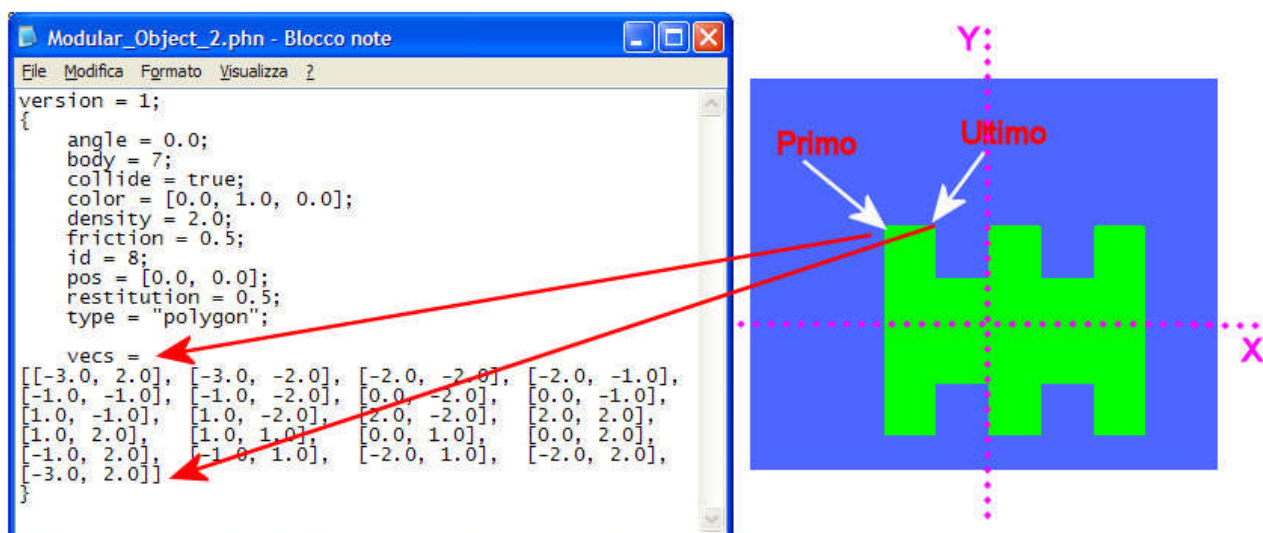 Modular_Object_2.phn - Blocco note
File Modifica Formato Visualizza ?
version = 1;
{
angle = 0.0;
body = 7;
collide = true;
color = [0.0, 1.0, 0.0];
density = 2.0;
friction = 0.5;
id = 8;
pos = [0.0, 0.0];
restitution = 0.5;
type = "polygon";
vecs =
[[-3.0, 2.0], [-3.0, -2.0], [-2.0, -2.0], [-2.0, -1.0],
[-1.0, -1.0], [-1.0, -2.0], [0.0, -2.0], [0.0, -1.0],
[1.0, -1.0], [1.0, -2.0], [2.0, -2.0], [2.0, 2.0],
[1.0, 2.0], [1.0, 1.0], [0.0, 1.0], [0.0, 2.0],
[-1.0, 2.0], [-1.0, 1.0], [-2.0, 1.0], [-2.0, 2.0],
[-3.0, 2.0]]
}
Y
Primo
Ultimo
X